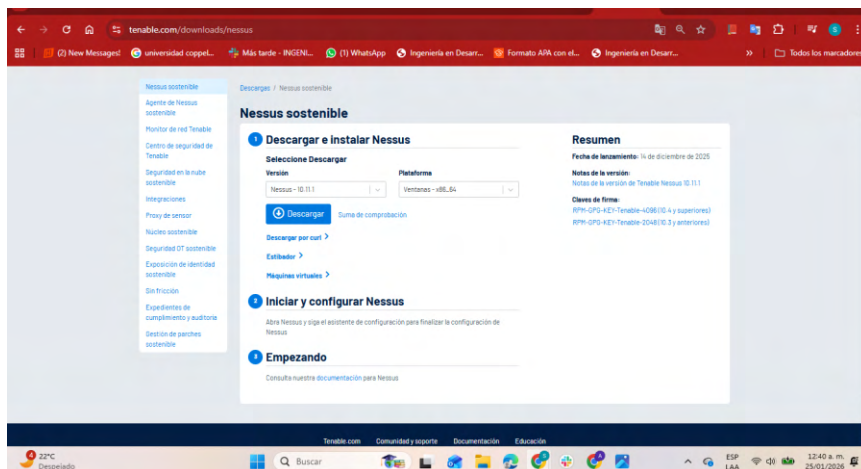 tenable.com/downloads/nessus
(2) New Messages!
universidad coppel...
Más tarde - INGENI...
(1) WhatsApp
Ingeniería en Desarr...
Formato APA con el...
Ingeniería en Desarr...
»
Todos los marcadores
Nessus sostenible
Agente de Nessus
sostenible
Monitor de red Tenable
Centro de seguridad de
Tenable
Seguridad en la nube
sostenible
Integraciones
Proxy de sensor
Núcleo sostenible
Seguridad OT sostenible
Exposición de identidad
sostenible
Sin fricción
Expedientes de
cumplimiento y auditoría
Gestión de parches
sostenible
Descargas / Nessus sostenible
Nessus sostenible
1 Descargar e instalar Nessus
Seleccione Descargar
Versión Plataforma
Nessus - 10.11.1 Ventanas - x86_64
Descargar Suma de comprobación
Descargar por curl >
Estibador >
Máquinas virtuales >
2 Iniciar y configurar Nessus
Abra Nessus y siga el asistente de configuración para finalizar la configuración de
Nessus
3 Empezando
Consulte nuestra documentación para Nessus
Resumen
Fecha de lanzamiento: 14 de diciembre de 2025
Notas de la versión:
Notas de la versión de Tenable Nessus 10.11.1
Claves de firma:
RPM-GPG-KEY-Tenable-4096 (10.4 y superiores)
RPM-GPG-KEY-Tenable-2048 (10.3 y anteriores)
Tenable.com Comunidad y soporte Documentación Educación
4
22°C
Despejado
Buscar
ESP
LAA
12:40 a. m.
25/01/2026